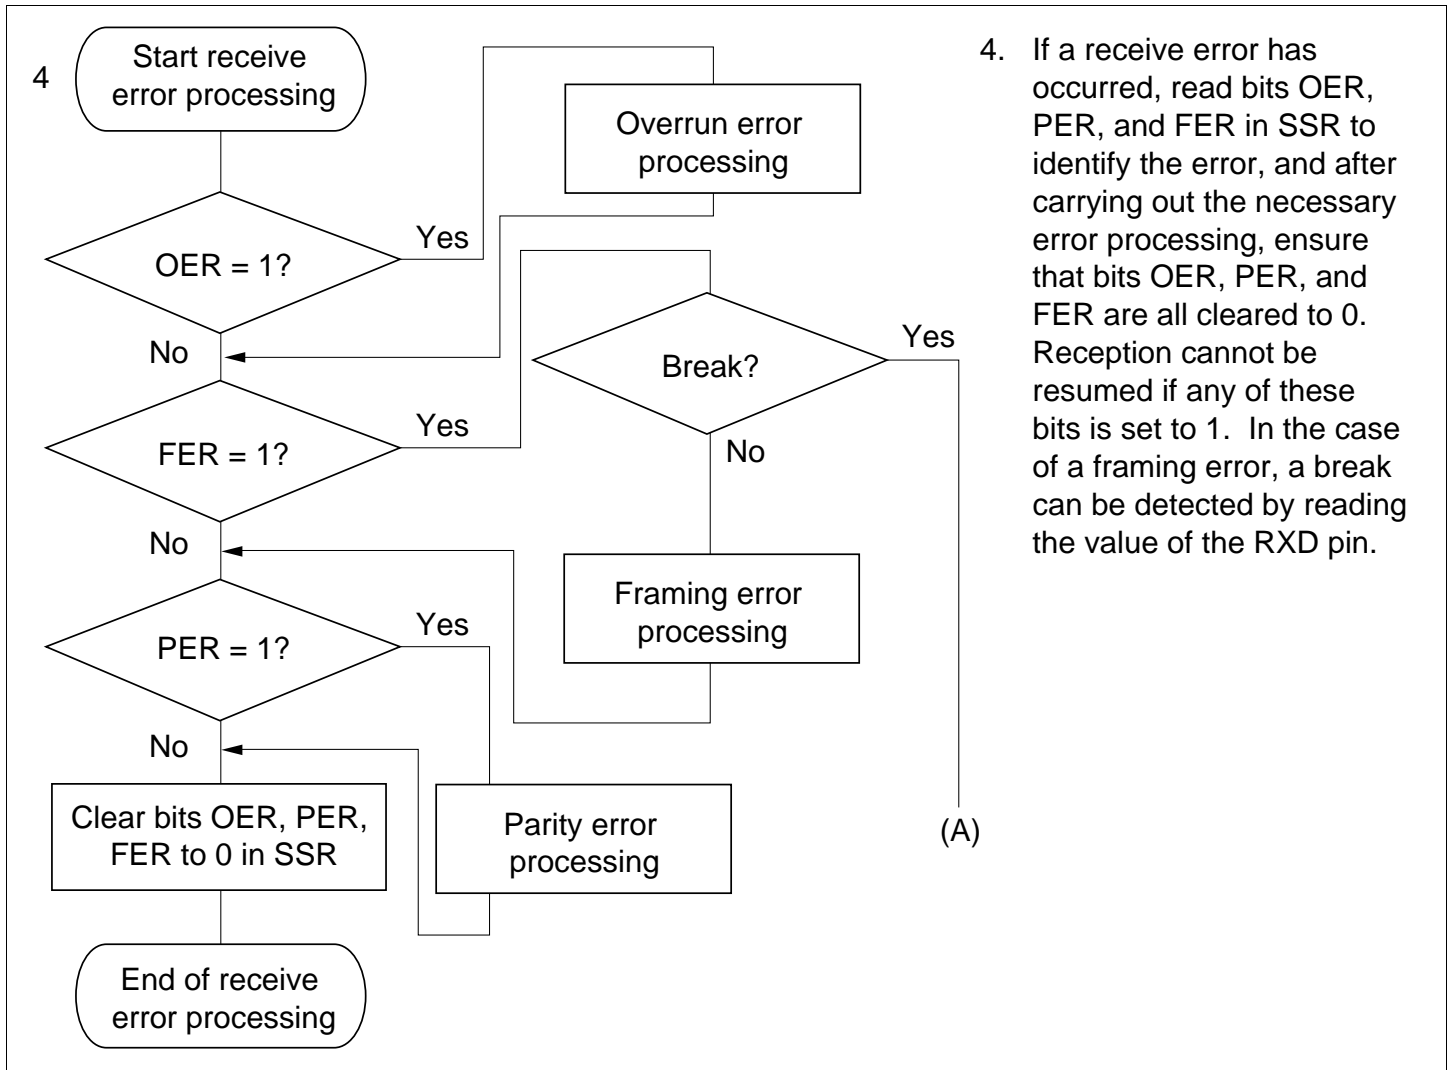 4
Start receive
error processing
Overrun error
processing
Yes
OER = 1?
No
Break?
Yes
Yes
FER = 1?
No
No
Framing error
processing
Yes
PER = 1?
No
Clear bits OER, PER,
FER to 0 in SSR
Parity error
processing
(A)
End of receive
error processing
4. If a receive error has
occurred, read bits OER,
PER, and FER in SSR to
identify the error, and after
carrying out the necessary
error processing, ensure
that bits OER, PER, and
FER are all cleared to 0.
Reception cannot be
resumed if any of these
bits is set to 1. In the case
of a framing error, a break
can be detected by reading
the value of the RXD pin.